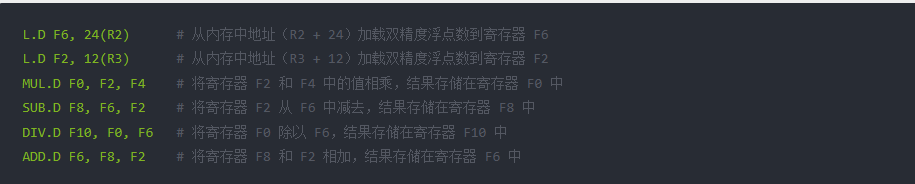 L.D F6, 24(R2) # 从内存中地址（R2 + 24）加载双精度浮点数到寄存器 F6
L.D F2, 12(R3) # 从内存中地址（R3 + 12）加载双精度浮点数到寄存器 F2
MUL.D F0, F2, F4 # 将寄存器 F2 和 F4 中的值相乘，结果存储在寄存器 F0 中
SUB.D F8, F6, F2 # 将寄存器 F2 从 F6 中减去，结果存储在寄存器 F8 中
DIV.D F10, F0, F6 # 将寄存器 F0 除以 F6，结果存储在寄存器 F10 中
ADD.D F6, F8, F2 # 将寄存器 F8 和 F2 相加，结果存储在寄存器 F6 中